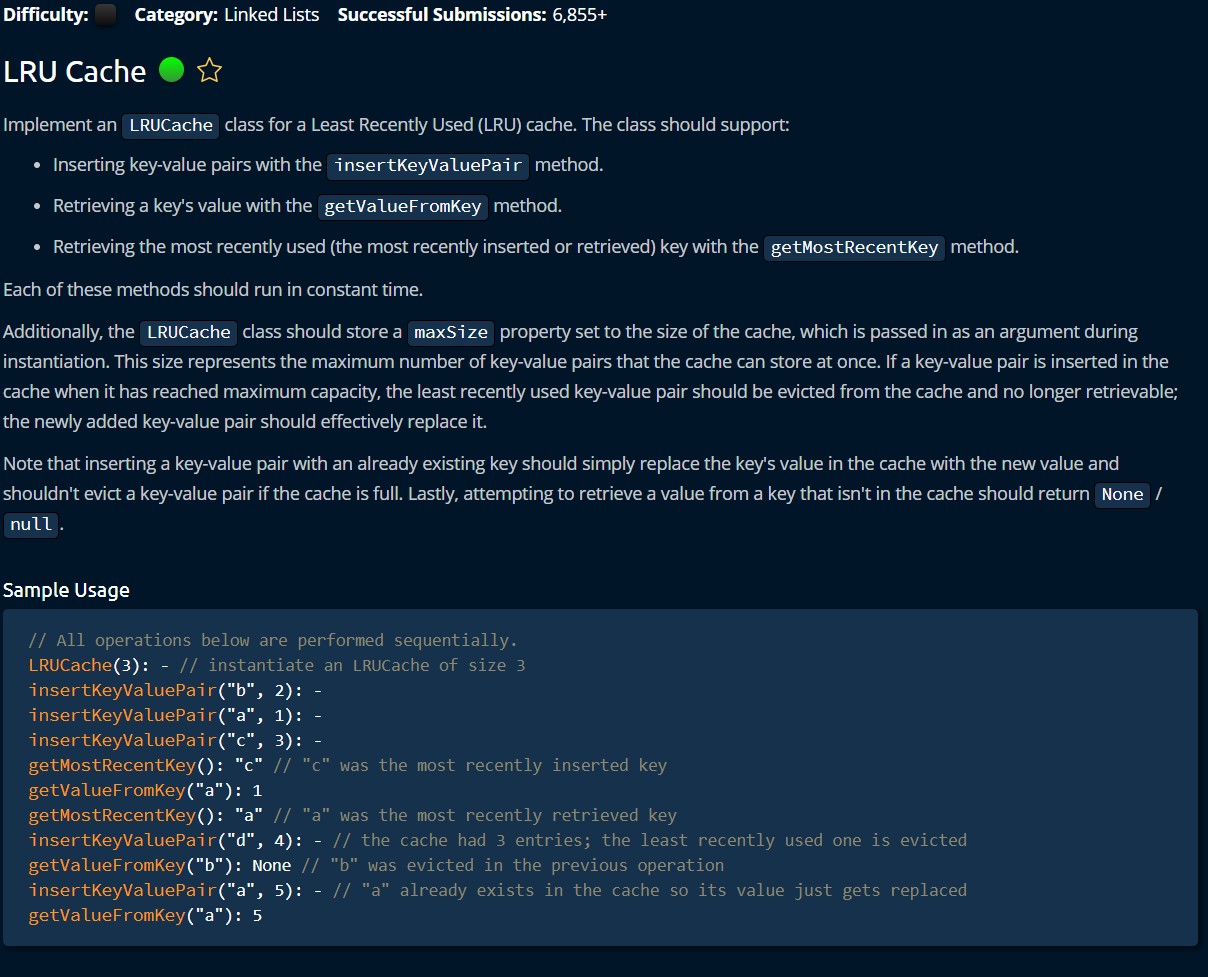 Difficulty: Category: Linked Lists Successful Submissions: 6,855+
LRU Cache
Implement an LRUCache class for a Least Recently Used (LRU) cache. The class should support:
• Inserting key-value pairs with the insertKeyValuePair method.
• Retrieving a key's value with the getValueFromKey method.
• Retrieving the most recently used (the most recently inserted or retrieved) key with the getMostRecentKey method.
Each of these methods should run in constant time.
Additionally, the LRUCache class should store a maxSize property set to the size of the cache, which is passed in as an argument during
instantiation. This size represents the maximum number of key-value pairs that the cache can store at once. If a key-value pair is inserted in the
cache when it has reached maximum capacity, the least recently used key-value pair should be evicted from the cache and no longer retrievable;
the newly added key-value pair should effectively replace it.
Note that inserting a key-value pair with an already existing key should simply replace the key's value in the cache with the new value and
shouldn't evict a key-value pair if the cache is full. Lastly, attempting to retrieve a value from a key that isn't in the cache should return None /
null .
Sample Usage
// All operations below are performed sequentially.
LRUCache(3): - // instantiate an LRUCache of size 3
insertKeyValuePair("b", 2): -
insertKeyValuePair("a", 1): -
insertKeyValuePair("c", 3): -
getMostRecentKey(): "c" // "c" was the most recently inserted key
getValueFromKey("a"): 1
getMostRecentKey(): "a" // "a" was the most recently retrieved key
insertKeyValuePair("d", 4): - // the cache had 3 entries; the least recently used one is evicted
getValueFromKey("b"): None // "b" was evicted in the previous operation
insertKeyValuePair("a", 5): - // "a" already exists in the cache so its value just gets replaced
getValueFromKey("a"): 5